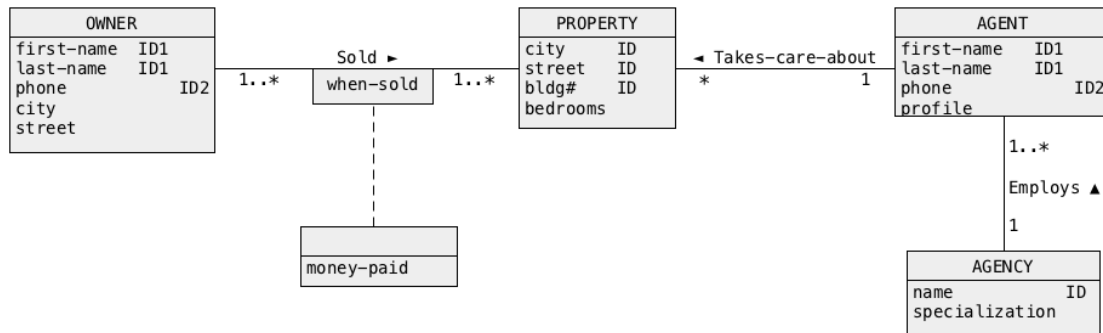 OWNER
first-name ID1
last-name ID1
phone ID2
city
street
Sold ►
1..*
when-sold
1..*
money-paid
PROPERTY
city ID
street ID
bldg# ID
bedrooms
◄ Takes-care-about
*
1
AGENT
first-name ID1
last-name ID1
phone ID2
profile
1..*
Employs ▲
1
AGENCY
name ID
specialization